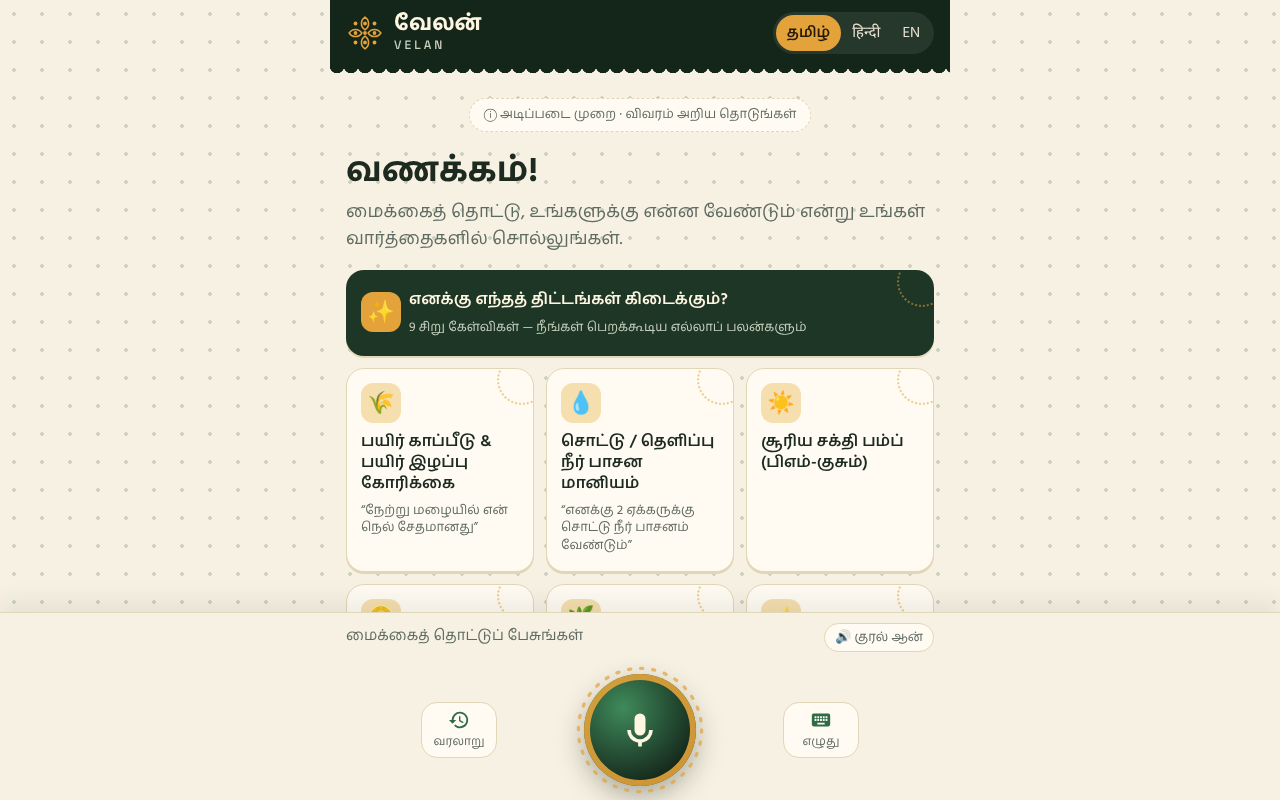 வேலன்
VELAN
தமிழ் हिन्दी EN
ⓘ அடிப்படை முறை · விவரம் அறிய தொடுங்கள்
வணக்கம்!
மைக்கைத் தொட்டு, உங்களுக்கு என்ன வேண்டும் என்று உங்கள்
வார்த்தைகளில் சொல்லுங்கள்.
எனக்கு எந்தத் திட்டங்கள் கிடைக்கும்?
9 சிறு கேள்விகள் — நீங்கள் பெறக்கூடிய எல்லாப் பலன்களும்
பயிர் காப்பீடு &
பயிர் இழப்பு
கோரிக்கை
“நேற்று மழையில் என்
நெல் சேதமானது”
சொட்டு / தெளிப்பு
நீர் பாசன
மானியம்
“எனக்கு 2 ஏக்கருக்கு
சொட்டு நீர் பாசனம்
வேண்டும்”
சூரிய சக்தி பம்ப்
(பிஎம்-குசும்)
மைக்கைத் தொட்டுப் பேசுங்கள்
🔊 குரல் ஆன்
வரலாறு
எழுது